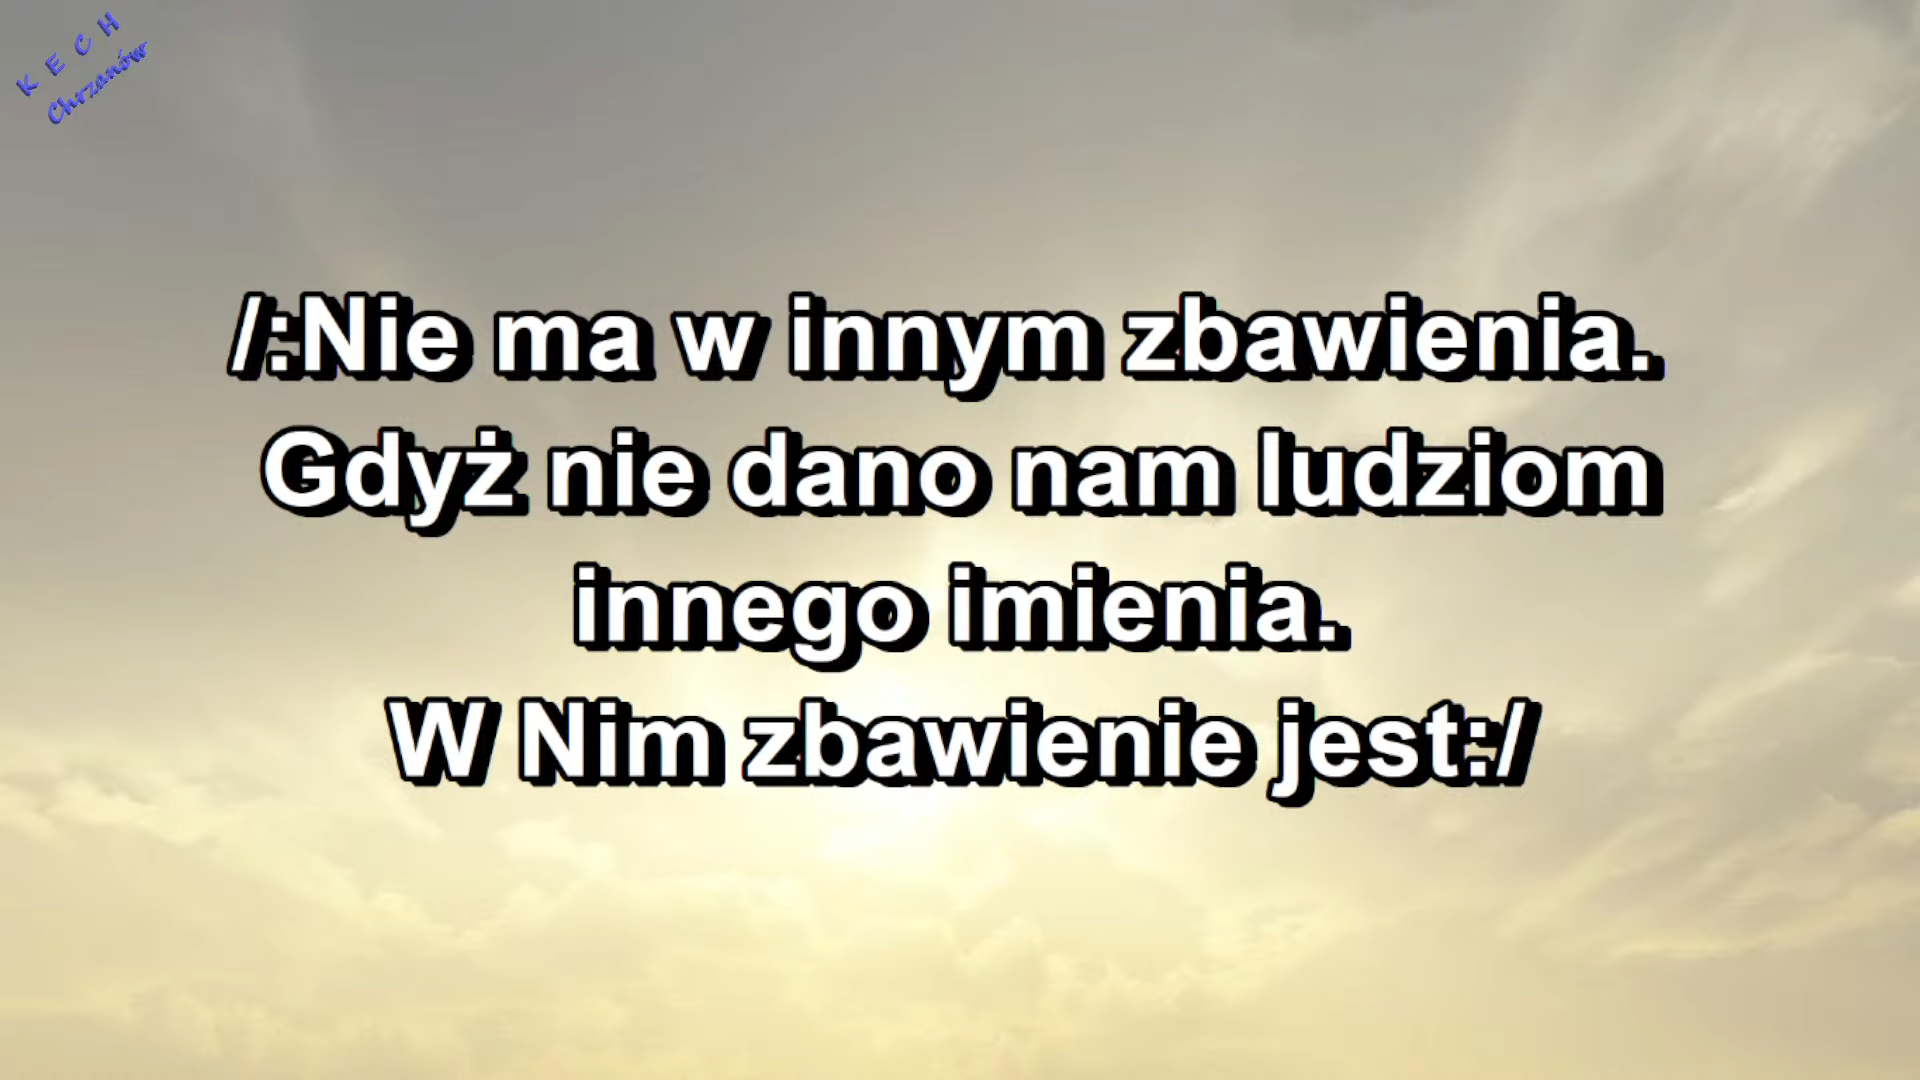 K E C H
Chrzanów
/:Nie ma w innym zbawienia.
Gdyż nie dano nam ludziom
innego imienia.
W Nim zbawienie jest:/